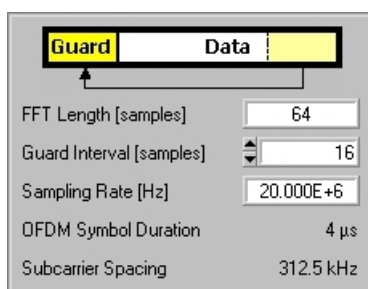 Guard Data
FFT Length [samples] 64
Guard Interval [samples] 16
Sampling Rate [Hz] 20.000E+6
OFDM Symbol Duration 4 µs
Subcarrier Spacing 312.5 kHz